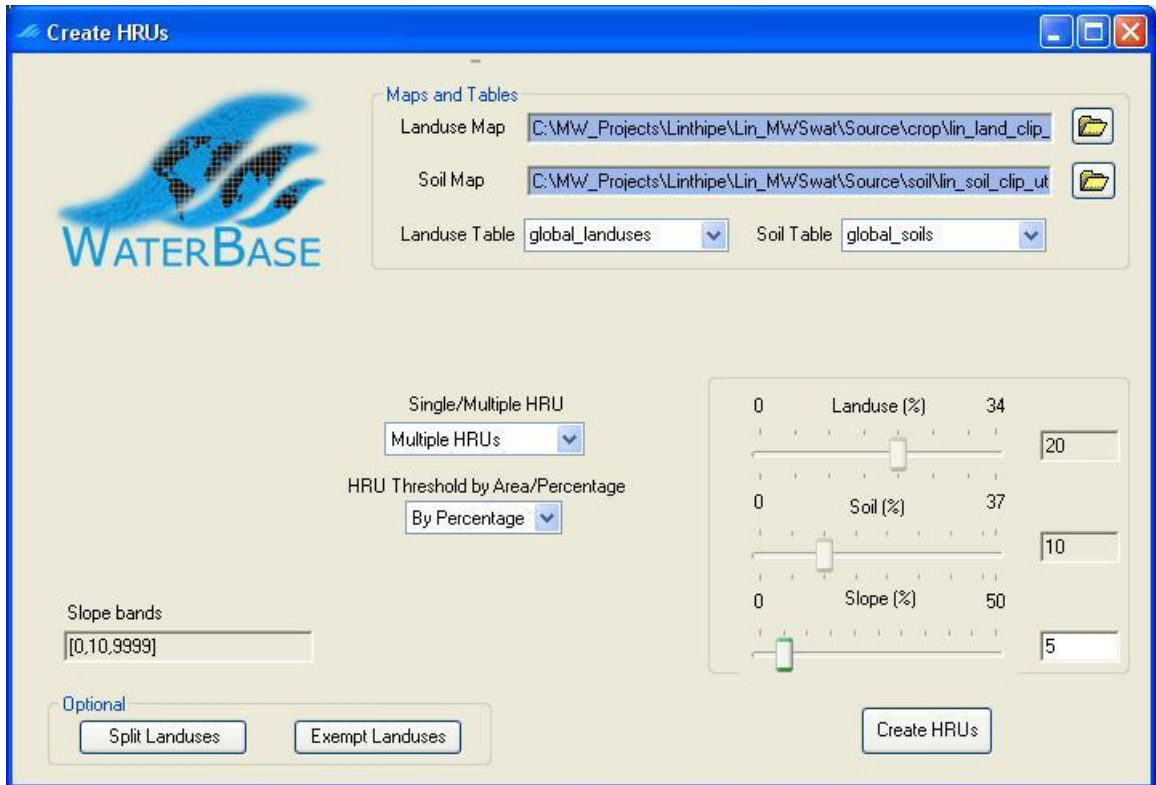 Create HRUs
WATERBASE
Maps and Tables
Landuse Map C:\MW_Projects\Linthipe\Lin_MWSwat\Source\crop\lin_land_clip_
Soil Map C:\MW_Projects\Linthipe\Lin_MWSwat\Source\soil\lin_soil_clip_ut
Landuse Table global_landuses Soil Table global_soils
Single/Multiple HRU
Multiple HRUs
HRU Threshold by Area/Percentage
By Percentage
0 Landuse (%) 34
20
0 Soil (%) 37
10
0 Slope (%) 50
5
Slope bands
[0,10,9999]
Optional
Split Landuses Exempt Landuses
Create HRUs